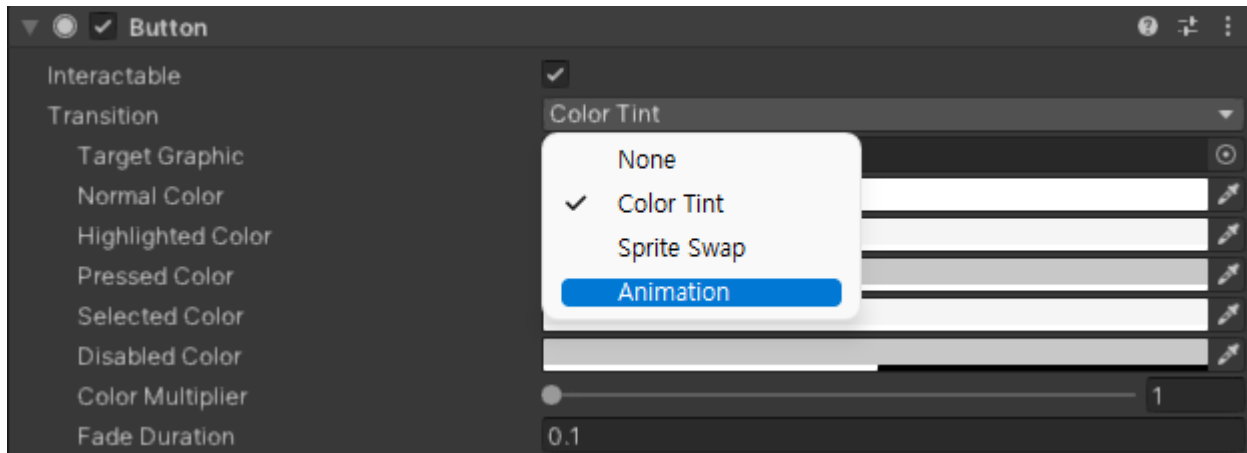 Button
Interactable
Transition Color Tint
Target Graphic
None
Normal Color
Color Tint
Highlighted Color
Sprite Swap
Pressed Color
Animation
Selected Color
Disabled Color
Color Multiplier 1
Fade Duration 0.1